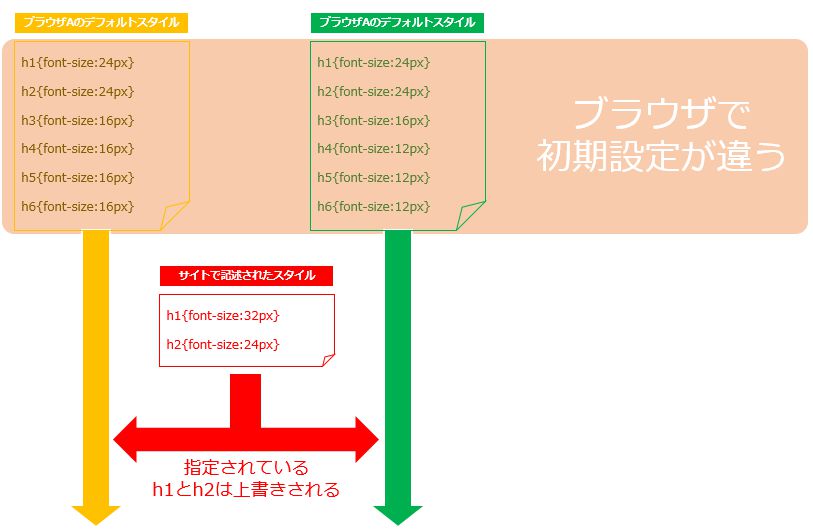 ブラウザAのデフォルトスタイル
h1{font-size:24px}
h2{font-size:24px}
h3{font-size:16px}
h4{font-size:16px}
h5{font-size:16px}
h6{font-size:16px}
ブラウザAのデフォルトスタイル
h1{font-size:24px}
h2{font-size:24px}
h3{font-size:16px}
h4{font-size:12px}
h5{font-size:12px}
h6{font-size:12px}
ブラウザで
初期設定が違う
サイトで記述されたスタイル
h1{font-size:32px}
h2{font-size:24px}
指定されている
h1とh2は上書きされる